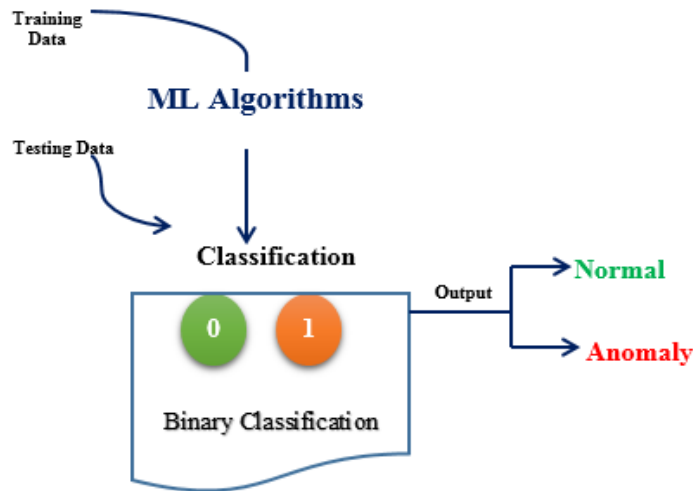 Training
Data
ML Algorithms
Testing Data
Classification
0 1
Binary Classification
Output
Normal
Anomaly